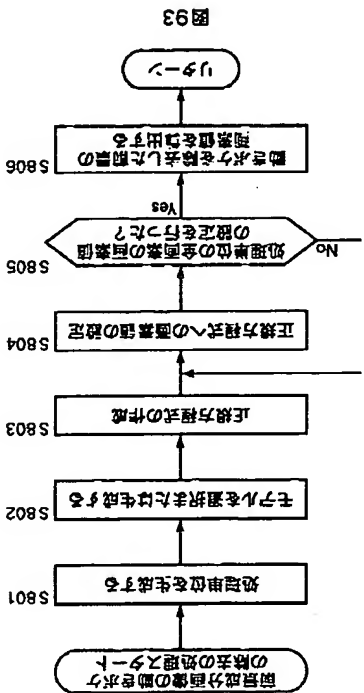 前景成分画像の動きボケ
の除去の処理スタート
S801
処理単位を生成する
S802
モデルを選択または生成する
S803
正規方程式の作成
S804
正規方程式への画素値の設定
S805
処理単位の全画素の画素値
の設定を行った?
No
Yes
S806
動きボケを除去した前景の
画素値を算出する
リターン
図93